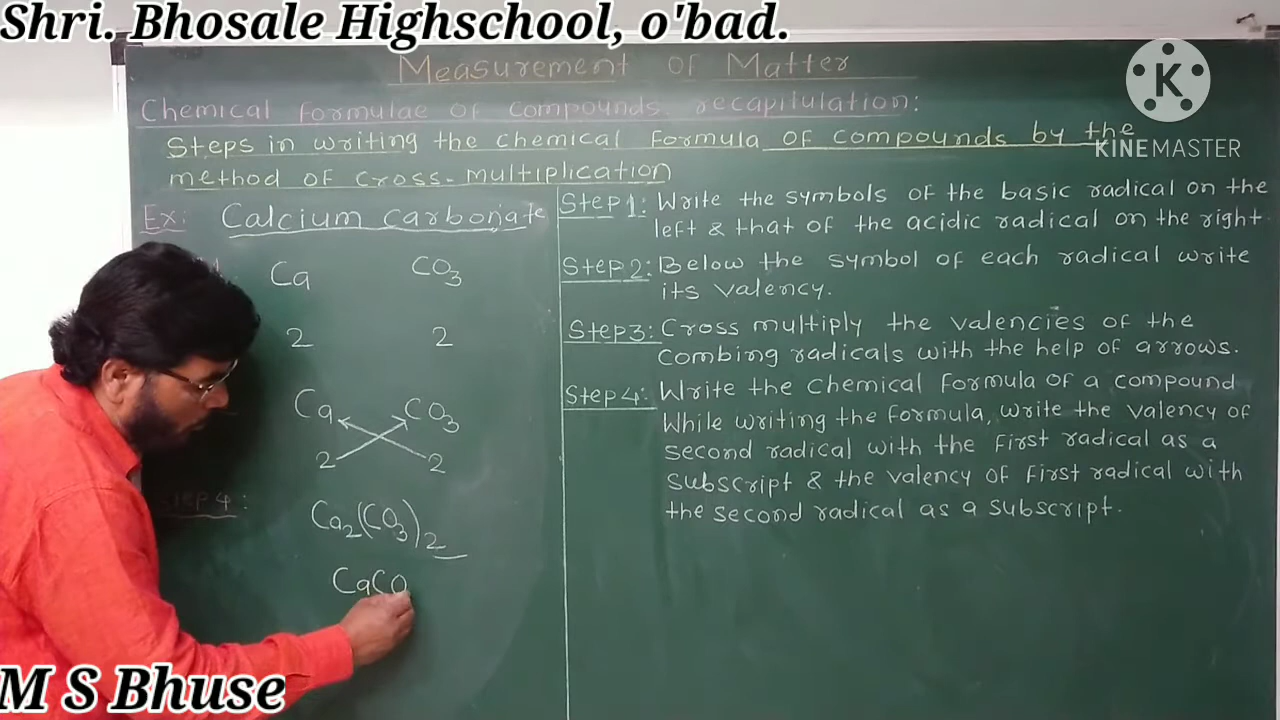 Shri. Bhosale Highschool, o'bad.
Measurement of Matter
K
KINEMASTER
Chemical formulae of compounds. recapitulation:
Steps in writing the chemical formula of compounds by the
method of cross-multiplication
Ex: Calcium carbonate
Ca CO3
2 2
Ca CO3
2 2
Step 4:
Ca2(CO3)2
CaCO
Step 1: Write the symbols of the basic radical on the
left & that of the acidic radical on the right.
Step 2: Below the symbol of each radical write
its valency.
Step 3: Cross multiply the valencies of the
combing radicals with the help of arrows.
Step 4: Write the chemical formula of a compound
While writing the formula, write the valency of
second radical with the first radical as a
subscript & the valency of first radical with
the second radical as a subscript.
M S Bhuse